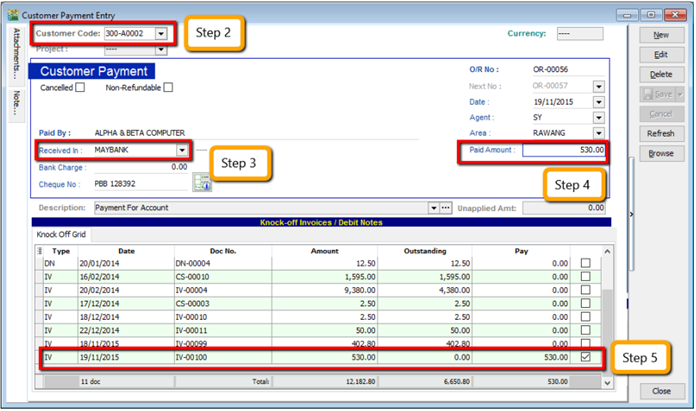 Customer Payment Entry
Attachments...
Note...
Customer Code: 300-A0002
Step 2
Currency: ----
Project : ----
Customer Payment
Cancelled Non-Refundable
O/R No : OR-00056
Next No : OR-00057
Date : 19/11/2015
Agent : SY
Area : RAWANG
Paid Amount : 530.00
Step 4
Paid By : ALPHA & BETA COMPUTER
Received In : MAYBANK ----
Step 3
Bank Charge : 0.00
Cheque No : PBB 128392
Description: Payment For Account
Unapplied Amt: 0.00
Knock-off Invoices / Debit Notes
Knock Off Grid
Type Date Doc No. Amount Outstanding Pay
DN 20/01/2014 DN-00004 12.50 12.50 0.00
IV 16/02/2014 CS-00010 1,595.00 1,595.00 0.00
IV 20/02/2014 IV-00004 9,380.00 4,380.00 0.00
IV 17/12/2014 CS-00003 2.50 2.50 0.00
IV 18/12/2014 IV-00010 2.50 2.50 0.00
IV 22/12/2014 IV-00011 50.00 50.00 0.00
IV 18/11/2015 IV-00099 402.80 402.80 0.00
IV 19/11/2015 IV-00100 530.00 0.00 530.00
Step 5
11 doc Total: 12,182.80 6,650.80 530.00
New
Edit
Delete
Save
Cancel
Refresh
Browse
Close